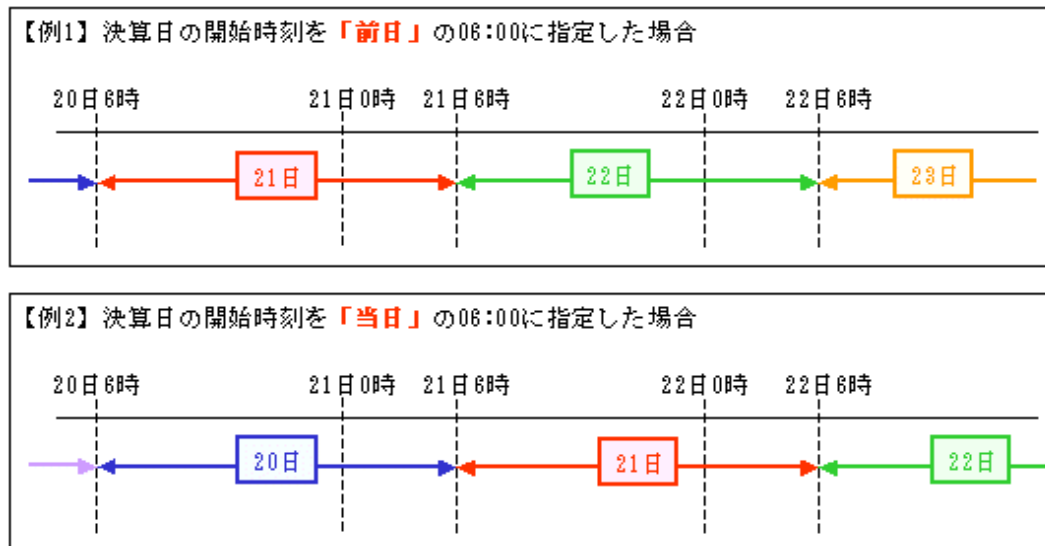 【例1】決算日の開始時刻を「前日」の06:00に指定した場合
20日6時 21日0時 21日6時 22日0時 22日6時
21日 22日 23日
【例2】決算日の開始時刻を「当日」の06:00に指定した場合
20日6時 21日0時 21日6時 22日0時 22日6時
20日 21日 22日